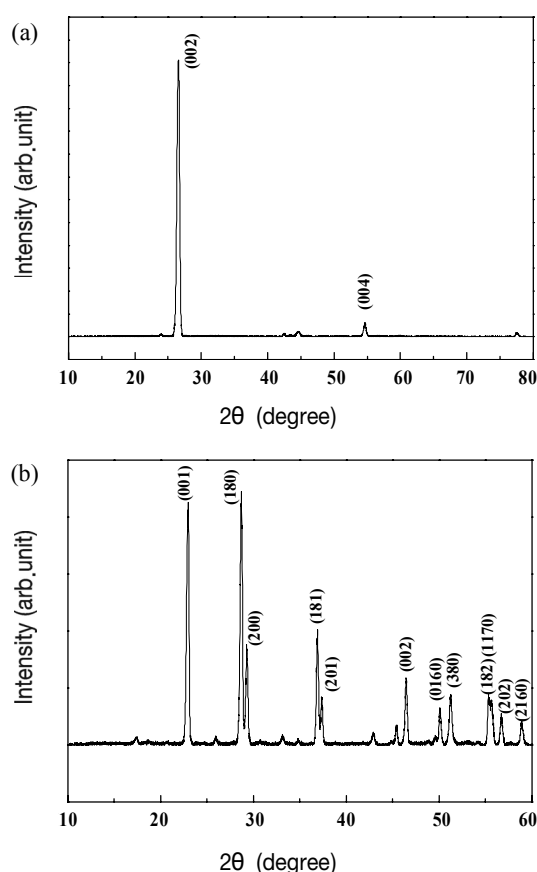 (a)
(002)
(004)
Intensity (arb.unit)
10 20 30 40 50 60 70 80
2θ (degree)
(b)
(001)
(180)
(200)
(181)
(201)
(002)
(0160)
(380)
(182) (1170)
(202)
(2160)
Intensity (arb.unit)
10 20 30 40 50 60
2θ (degree)